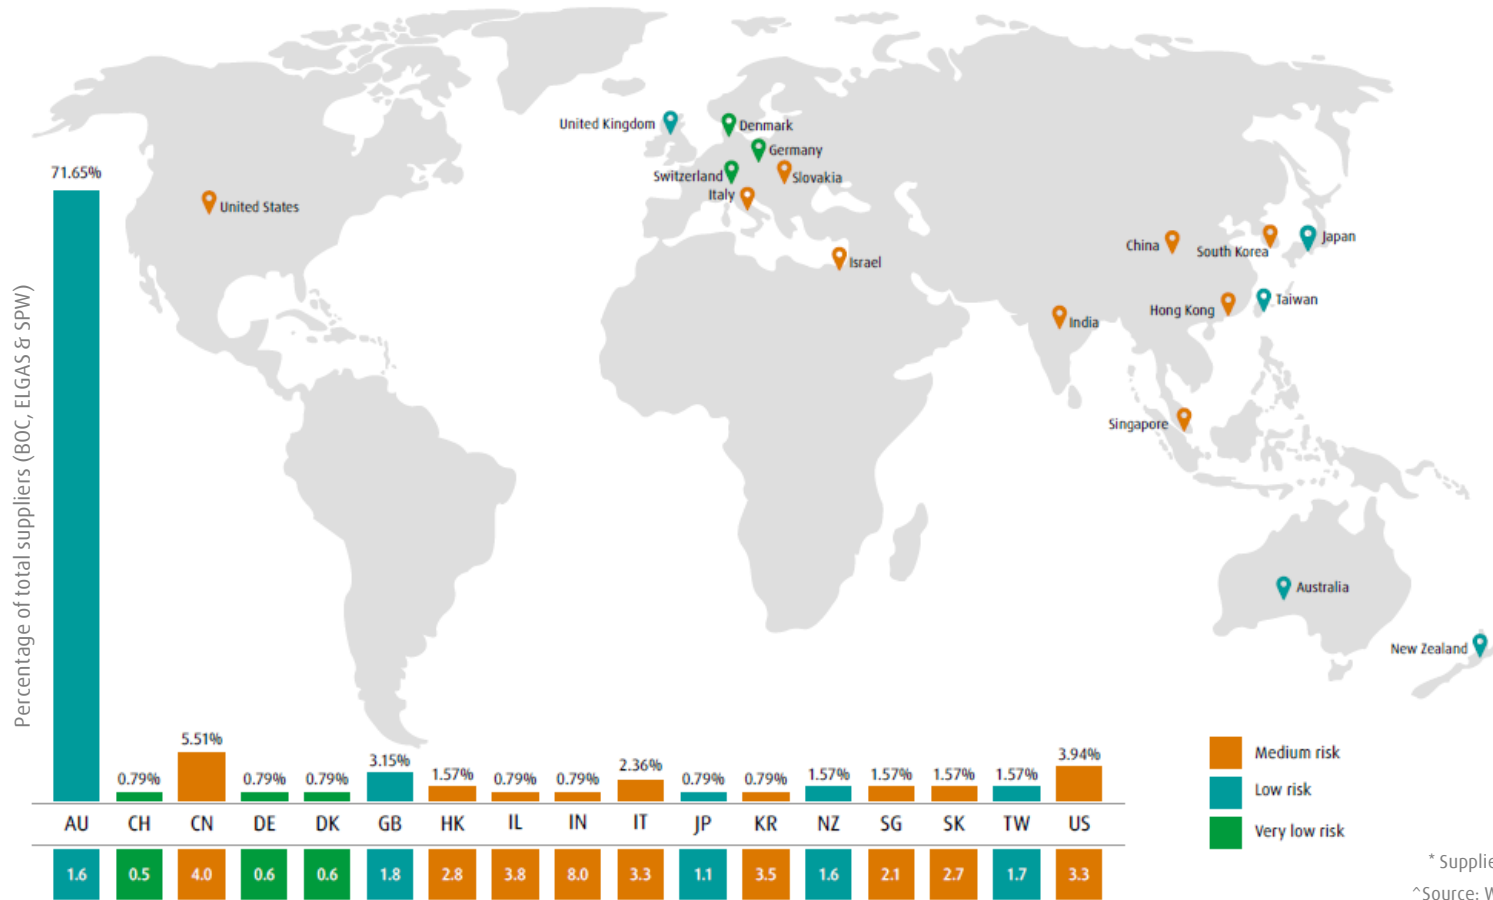 United Kingdom
Denmark
Germany
Switzerland
Slovakia
Italy
United States
Israel
China
South Korea
Japan
Hong Kong
Taiwan
India
Singapore
Australia
New Zealand
Percentage of total suppliers (BOC, ELGAS & SPW)
71.65% 0.79% 5.51% 0.79% 0.79% 3.15% 1.57% 0.79% 0.79% 2.36% 0.79% 0.79% 1.57% 1.57% 1.57% 1.57% 3.94%
AU CH CN DE DK GB HK IL IN IT JP KR NZ SG SK TW US
1.6 0.5 4.0 0.6 0.6 1.8 2.8 3.8 8.0 3.3 1.1 3.5 1.6 2.1 2.7 1.7 3.3
Medium risk
Low risk
Very low risk
* Supplie
^Source: W